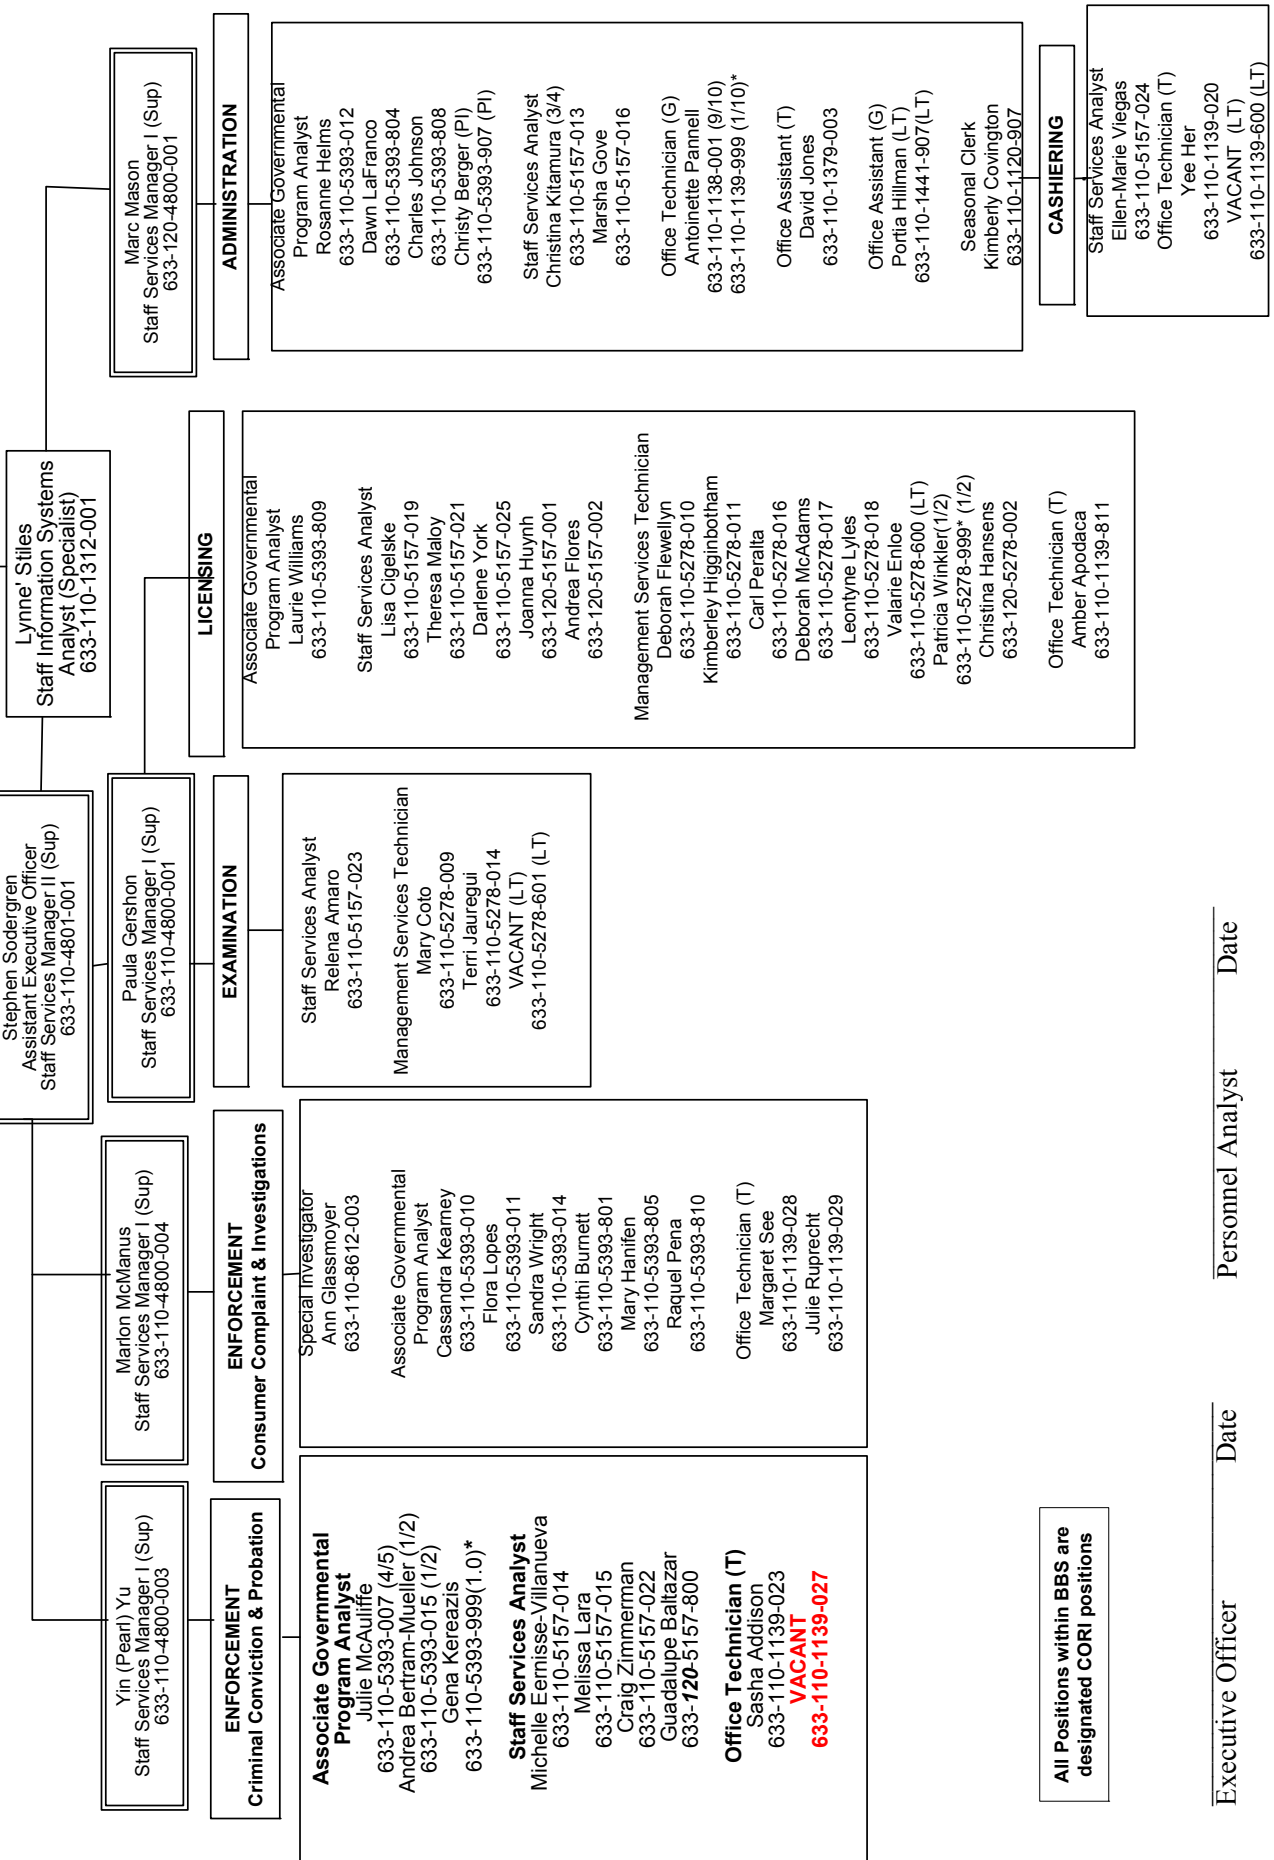 Stephen Sodergren
Assistant Executive Officer
Staff Services Manager II (Sup)
633-110-4801-001
Lynne' Stiles
Staff Information Systems
Analyst (Specialist)
633-110-1312-001
Yin (Pearl) Yu
Staff Services Manager I (Sup)
633-110-4800-003
Marlon McManus
Staff Services Manager I (Sup)
633-110-4800-004
Paula Gershon
Staff Services Manager I (Sup)
633-110-4800-001
Marc Mason
Staff Services Manager I (Sup)
633-120-4800-001
ENFORCEMENT
Criminal Conviction & Probation
Associate Governmental
Program Analyst
Julie McAuliffe
633-110-5393-007 (4/5)
Andrea Bertram-Mueller (1/2)
633-110-5393-015 (1/2)
Gena Kereazis
633-110-5393-999(1.0)*
Staff Services Analyst
Michelle Eernisse-Villanueva
633-110-5157-014
Melissa Lara
633-110-5157-015
Craig Zimmerman
633-110-5157-022
Guadalupe Baltazar
633-120-5157-800
Office Technician (T)
Sasha Addison
633-110-1139-023
VACANT
633-110-1139-027
ENFORCEMENT
Consumer Complaint & Investigations
Special Investigator
Ann Glassmoyer
633-110-8612-003
Associate Governmental
Program Analyst
Cassandra Kearney
633-110-5393-010
Flora Lopes
633-110-5393-011
Sandra Wright
633-110-5393-014
Cynthi Burnett
633-110-5393-801
Mary Hanifen
633-110-5393-805
Raquel Pena
633-110-5393-810
Office Technician (T)
Margaret See
633-110-1139-028
Julie Ruprecht
633-110-1139-029
EXAMINATION
Staff Services Analyst
Relena Amaro
633-110-5157-023
Management Services Technician
Mary Coto
633-110-5278-009
Terri Jauregui
633-110-5278-014
VACANT (LT)
633-110-5278-601 (LT)
LICENSING
Associate Governmental
Program Analyst
Laurie Williams
633-110-5393-809
Staff Services Analyst
Lisa Cigelske
633-110-5157-019
Theresa Maloy
633-110-5157-021
Darlene York
633-110-5157-025
Joanna Huynh
633-120-5157-001
Andrea Flores
633-120-5157-002
Management Services Technician
Deborah Flewellyn
633-110-5278-010
Kimberley Higginbotham
633-110-5278-011
Carl Peralta
633-110-5278-016
Deborah McAdams
633-110-5278-017
Leontyne Lyles
633-110-5278-018
Valarie Enloe
633-110-5278-600 (LT)
Patricia Winkler(1/2)
633-110-5278-999* (1/2)
Christina Hansens
633-120-5278-002
Office Technician (T)
Amber Apodaca
633-110-1139-811
ADMINISTRATION
Associate Governmental
Program Analyst
Rosanne Helms
633-110-5393-012
Dawn LaFranco
633-110-5393-804
Charles Johnson
633-110-5393-808
Christy Berger (PI)
633-110-5393-907 (PI)
Staff Services Analyst
Christina Kitamura (3/4)
633-110-5157-013
Marsha Gove
633-110-5157-016
Office Technician (G)
Antoinette Pannell
633-110-1138-001 (9/10)
633-110-1139-999 (1/10)*
Office Assistant (T)
David Jones
633-110-1379-003
Office Assistant (G)
Portia Hillman (LT)
633-110-1441-907(LT)
Seasonal Clerk
Kimberly Covington
633-110-1120-907
CASHIERING
Staff Services Analyst
Ellen-Marie Viegas
633-110-5157-024
Office Technician (T)
Yee Her
633-110-1139-020
VACANT (LT)
633-110-1139-600 (LT)
All Positions within BBS are
designated CORI positions
Executive Officer Date Personnel Analyst Date